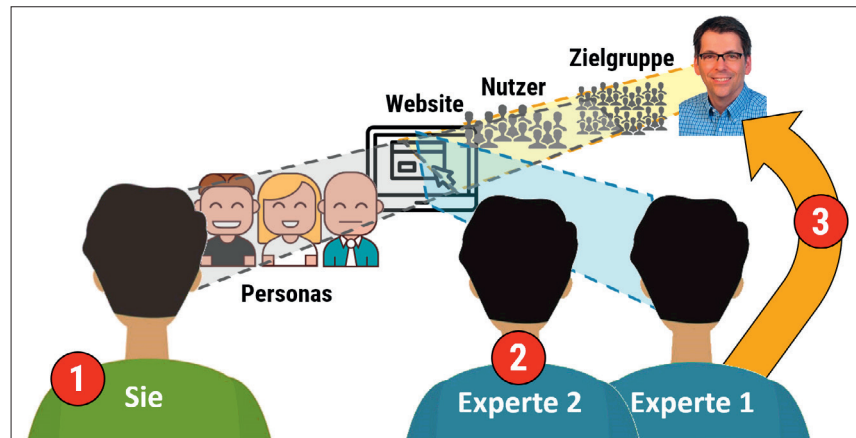 Zielgruppe
Nutzer
Website
Personas
3
2
1
Sie
Experte 2
Experte 1